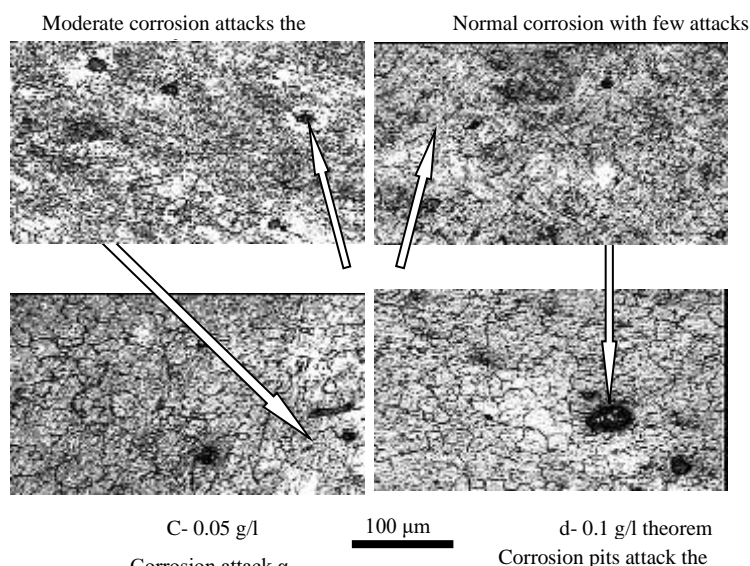 Moderate corrosion attacks the
Normal corrosion with few attacks
C- 0.05 g/l
100 μm
d- 0.1 g/l theorem
Corrosion attack
Corrosion pits attack the